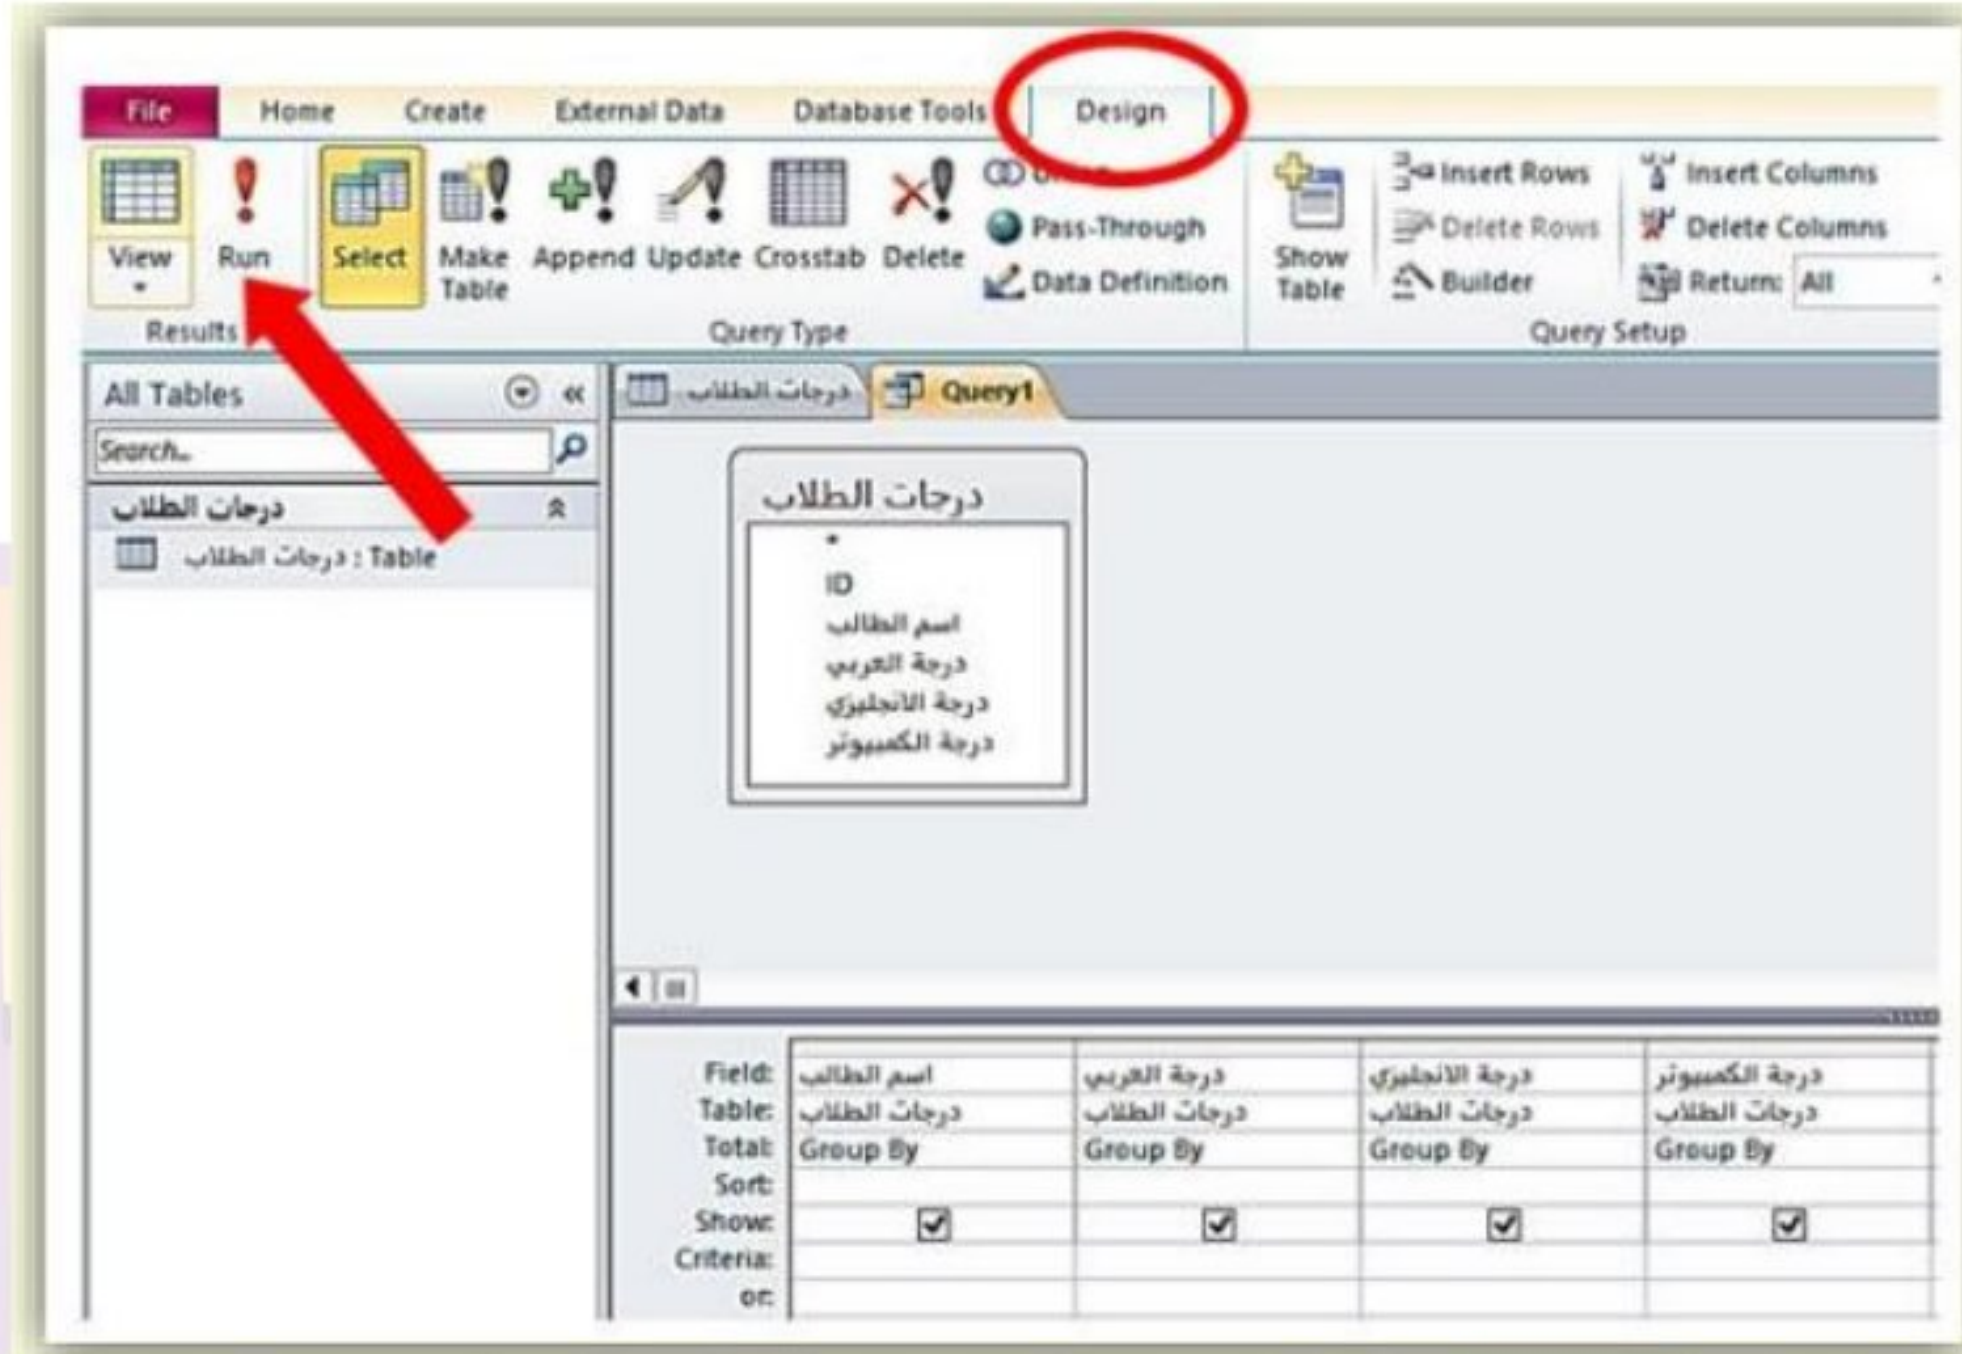 File Home Create External Data Database Tools Design
View Run Select Make Table Append Update Crosstab Delete
Pass-Through
Data Definition
Show Table
Insert Rows
Delete Rows
Builder
Insert Columns
Delete Columns
Return: All
Results Query Type Query Setup
All Tables
Search..
درجات الطلاب
درجات الطلاب : Table
درجات الطلاب Query1
درجات الطلاب
*
ID
اسم الطالب
درجة العربي
درجة الانجليزي
درجة الكمبيوتر
Field: اسم الطالب درجة العربي درجة الانجليزي درجة الكمبيوتر
Table: درجات الطلاب درجات الطلاب درجات الطلاب درجات الطلاب
Total: Group By Group By Group By Group By
Sort:
Show:
Criteria:
or: